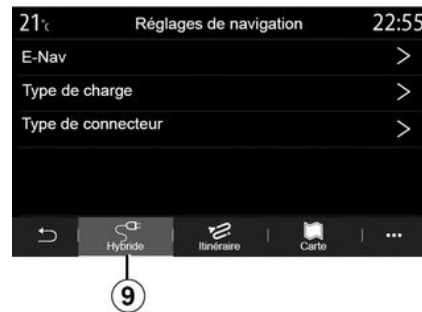 21°C Réglages de navigation 22:55
E-Nav
Type de charge
Type de connecteur
Hybride Itinéraire Carte
9